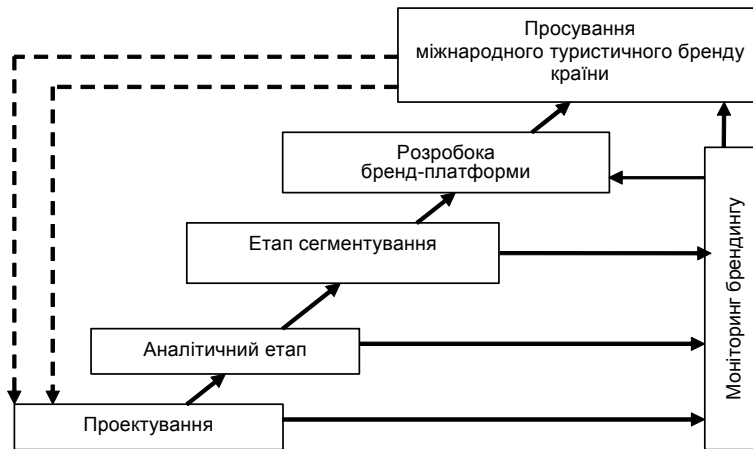 Просування
міжнародного туристичного бренду
країни
Розробока
бренд-платформи
Етап сегментування
Аналітичний етап
Проектування
Моніторинг брендингу